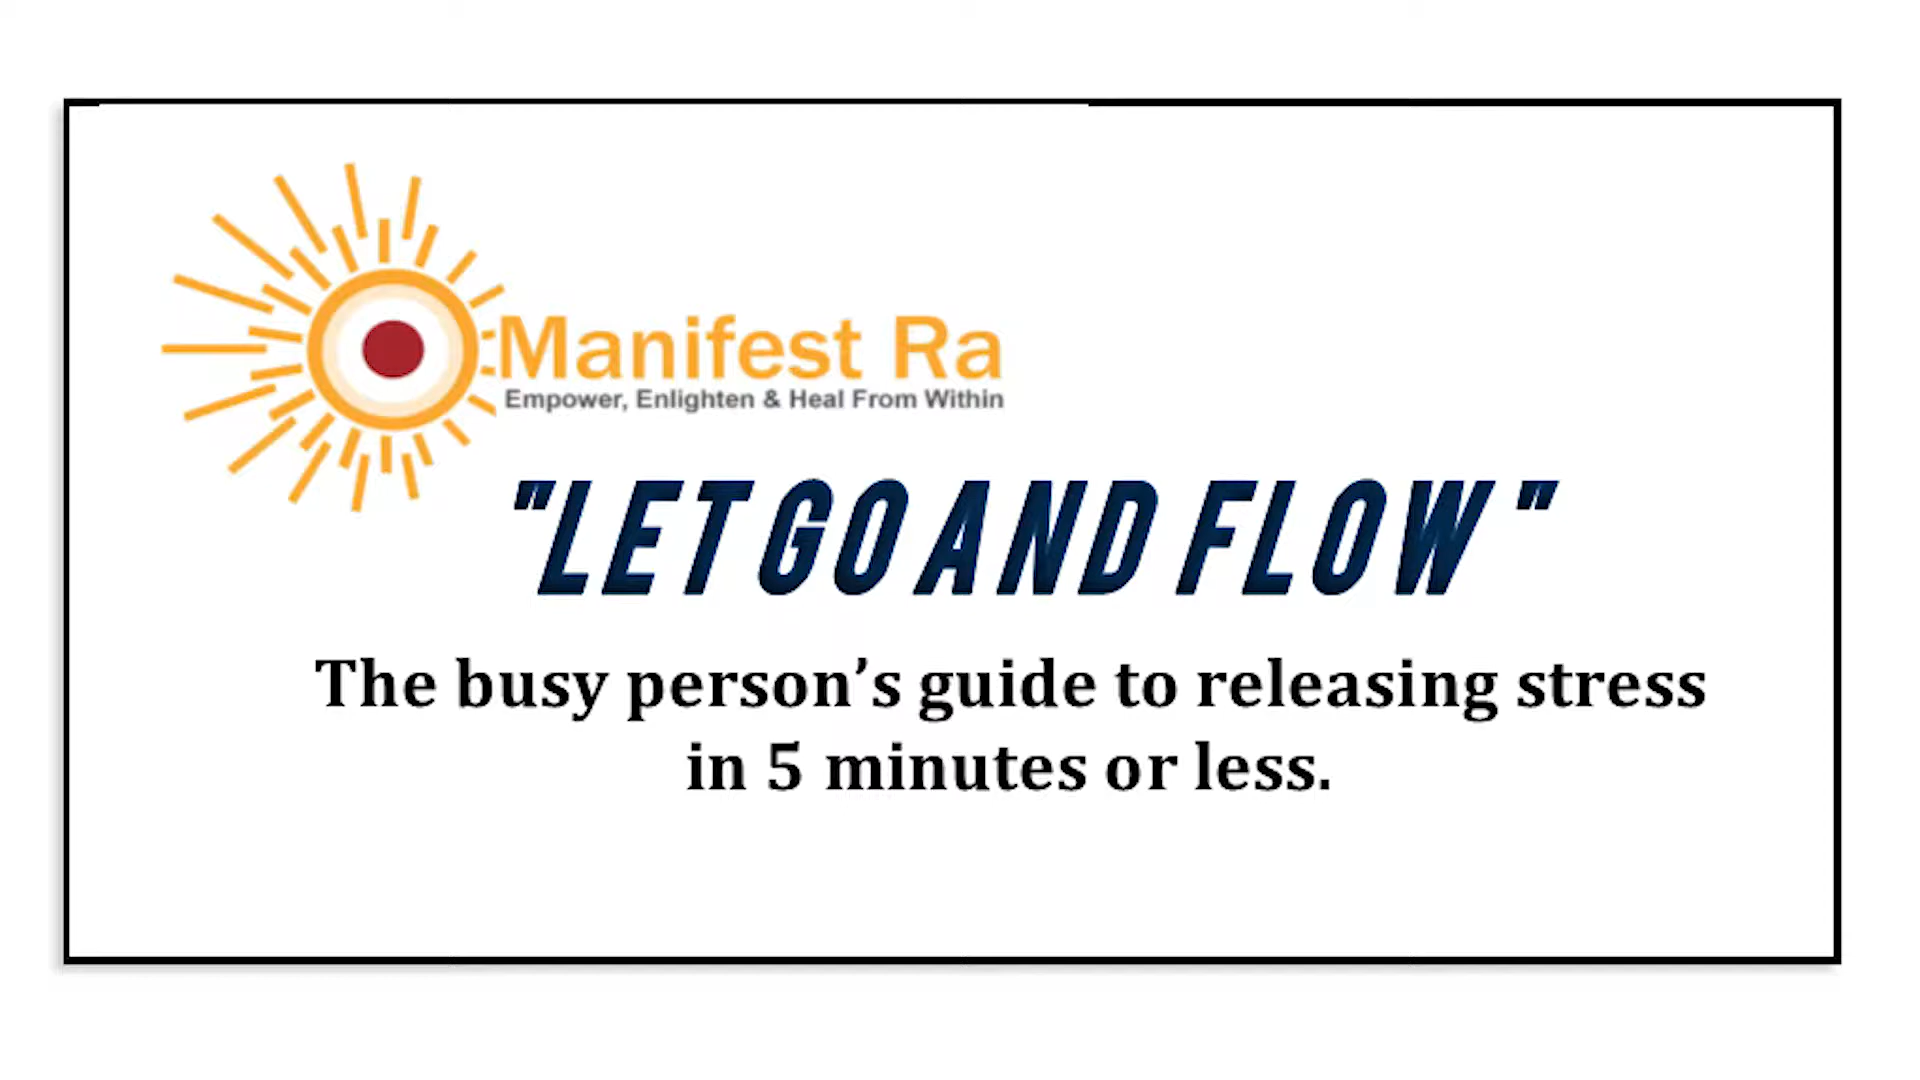 Manifest Ra
Empower, Enlighten & Heal From Within
"LET GO AND FLOW"
The busy person’s guide to releasing stress
in 5 minutes or less.